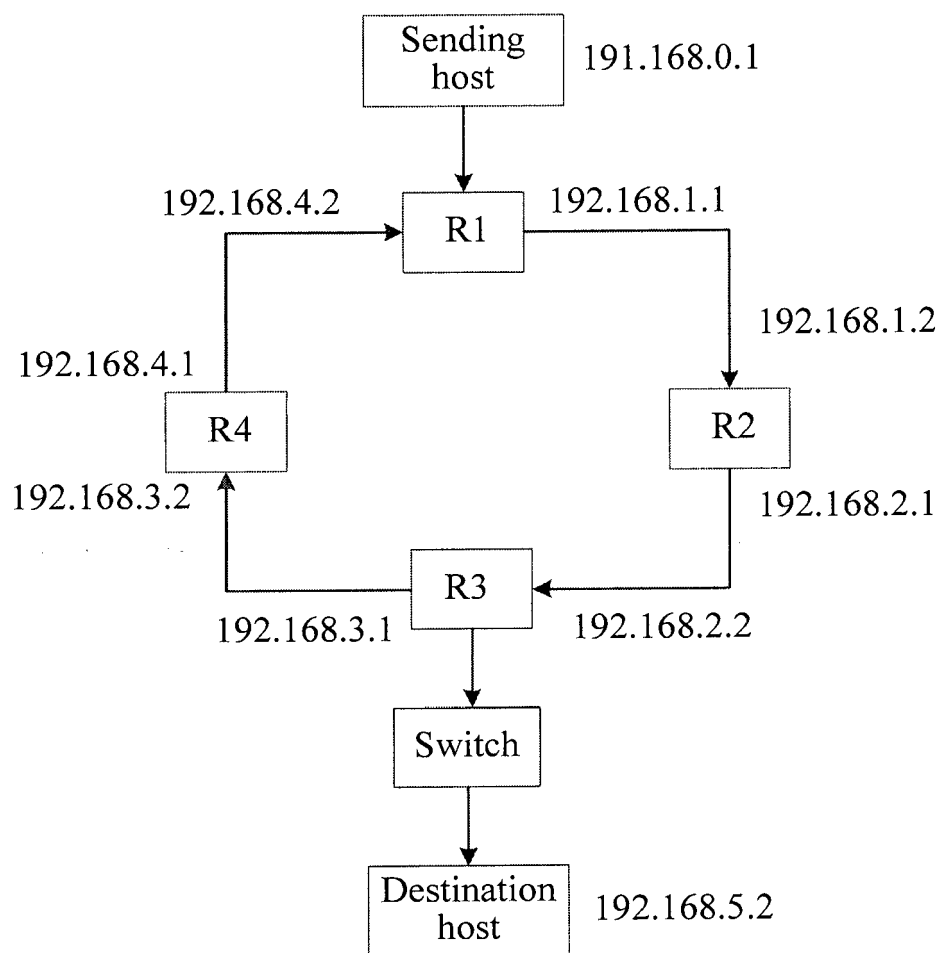 Sending
host
191.168.0.1
192.168.4.2
R1
192.168.1.1
192.168.1.2
192.168.4.1
R4
R2
192.168.3.2
192.168.2.1
R3
192.168.3.1
192.168.2.2
Switch
Destination
host
192.168.5.2